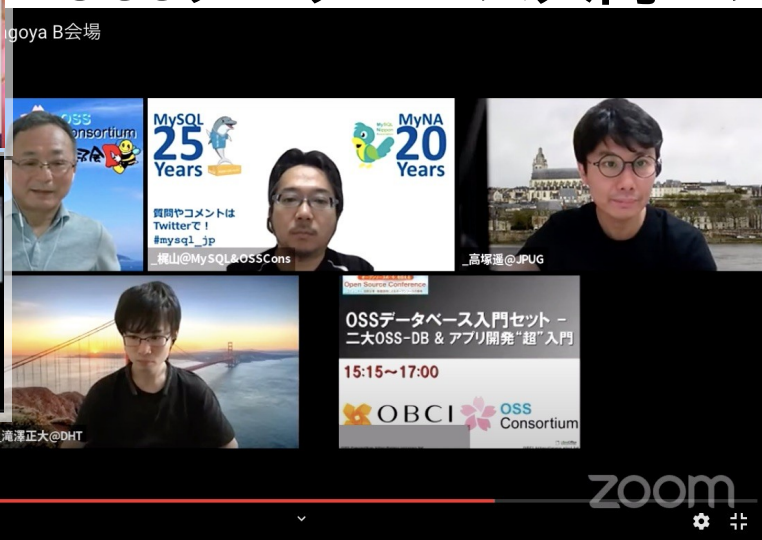 agoya B会場
OSS
onsortium
MySQL
25
Years
MyNA
20
Years
質問やコメントは
Twitterで!
#mysql_jp
_梶山@MySQL&OSSCons
_高塚遥@JPUG
_滝澤正大@DHT
Open Source Conference
OSSデータベース入門セット –
二大OSS-DB & アプリ開発“超”入門
15:15～17:00
OBCI
OSS
Consortium
zoom